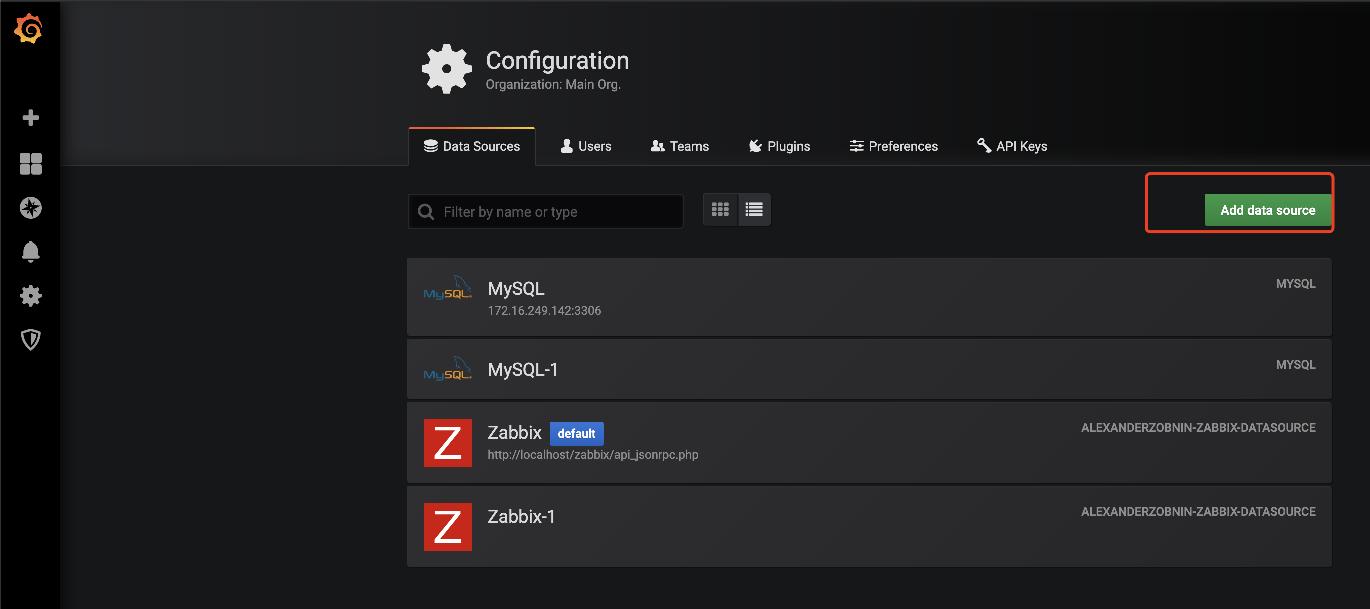 Configuration
Organization: Main Org.
Data Sources Users Teams Plugins Preferences API Keys
Filter by name or type
Add data source
MySQL MySQL MYSQL
172.16.249.142:3306
MySQL MySQL-1 MYSQL
Z Zabbix default ALEXANDERZOBNIN-ZABBIX-DATASOURCE
http://localhost/zabbix/api_jsonrpc.php
Z Zabbix-1 ALEXANDERZOBNIN-ZABBIX-DATASOURCE